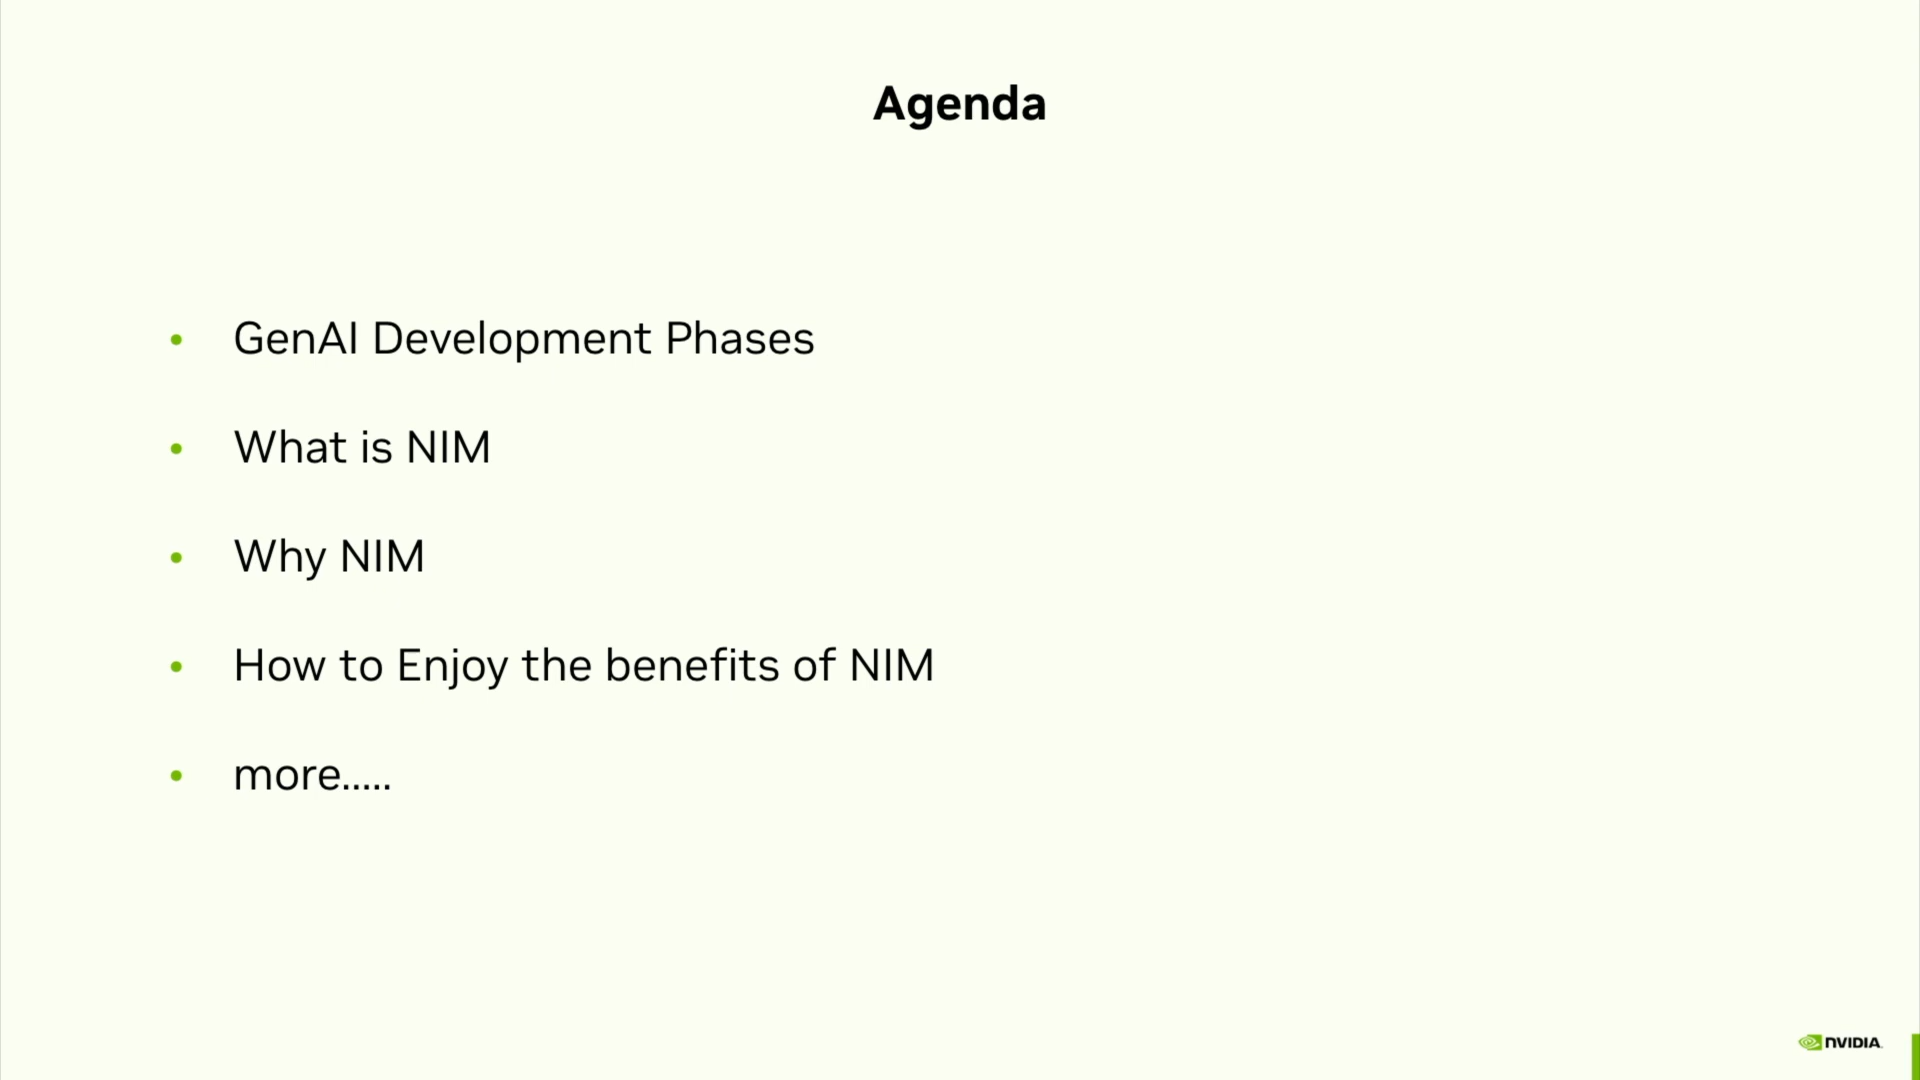 Agenda
• GenAI Development Phases
• What is NIM
• Why NIM
• How to Enjoy the benefits of NIM
• more.....
NVIDIA.